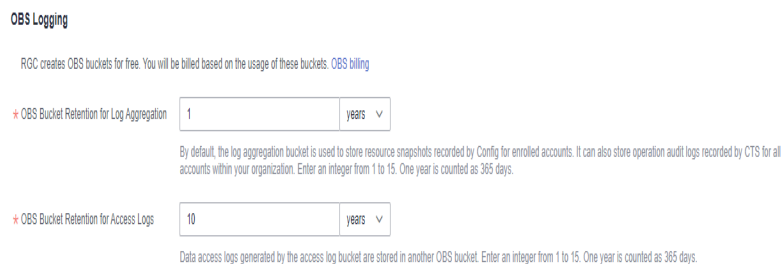 OBS Logging
RGC creates OBS buckets for free. You will be billed based on the usage of these buckets. OBS billing
* OBS Bucket Retention for Log Aggregation 1 years
By default, the log aggregation bucket is used to store resource snapshots recorded by Config for enrolled accounts. It can also store operation audit logs recorded by CTS for all
accounts within your organization. Enter an integer from 1 to 15. One year is counted as 365 days.
* OBS Bucket Retention for Access Logs 10 years
Data access logs generated by the access log bucket are stored in another OBS bucket. Enter an integer from 1 to 15. One year is counted as 365 days.